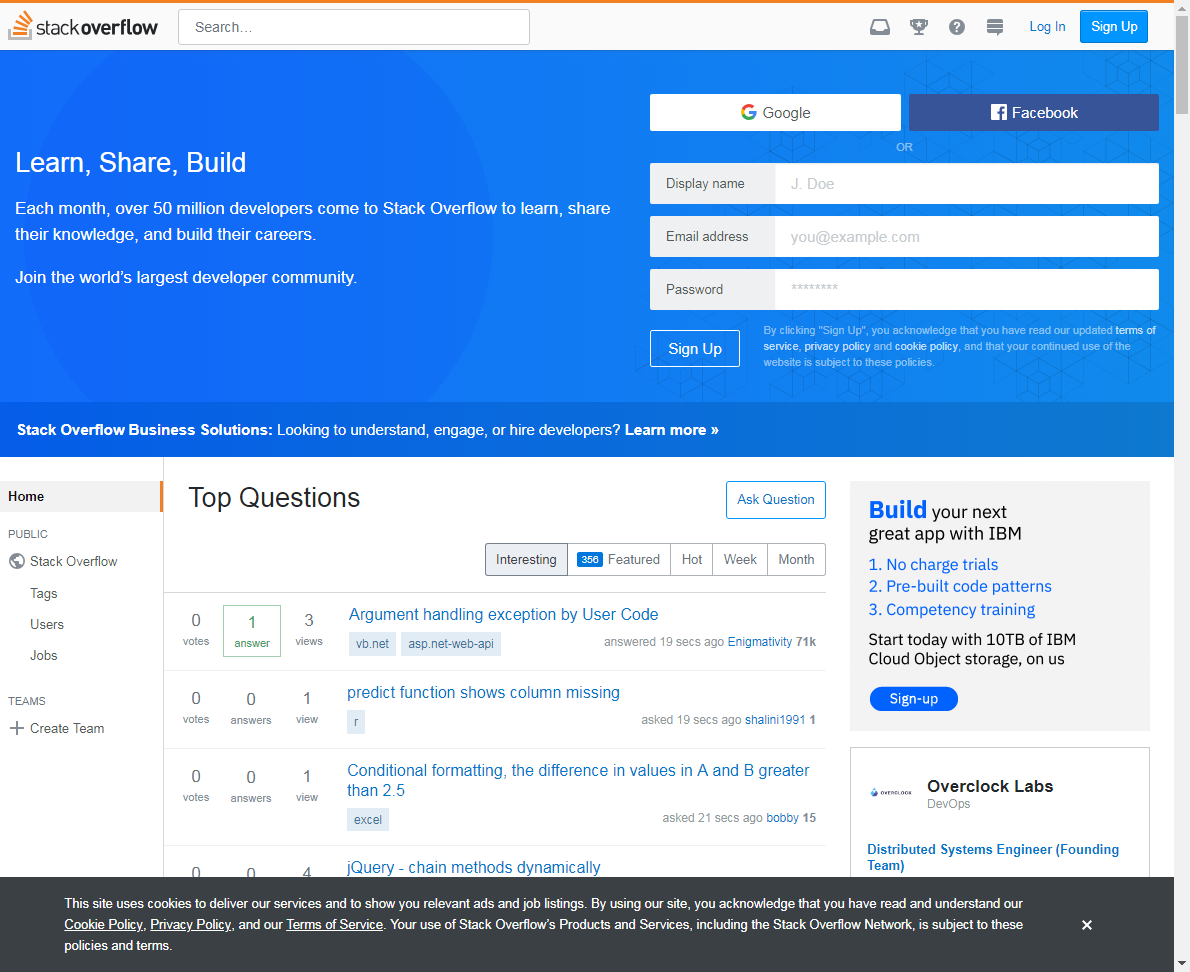 stackoverflow
Search…
Log In
Sign Up
Google
Facebook
OR
Learn, Share, Build
Each month, over 50 million developers come to Stack Overflow to learn, share
their knowledge, and build their careers.
Join the world’s largest developer community.
Display name
J. Doe
Email address
you@example.com
Password
********
Sign Up
By clicking "Sign Up", you acknowledge that you have read our updated terms of
service, privacy policy and cookie policy, and that your continued use of the
website is subject to these policies.
Stack Overflow Business Solutions: Looking to understand, engage, or hire developers? Learn more »
Home
PUBLIC
Stack Overflow
Tags
Users
Jobs
TEAMS
Create Team
Top Questions
Ask Question
Interesting
356 Featured
Hot
Week
Month
0
votes
1
answer
3
views
Argument handling exception by User Code
vb.net
asp.net-web-api
answered 19 secs ago Enigmativity 71k
0
votes
0
answers
1
view
predict function shows column missing
r
asked 19 secs ago shalini1991 1
0
votes
0
answers
1
view
Conditional formatting, the difference in values in A and B greater
than 2.5
excel
asked 21 secs ago bobby 15
0
0
4
jQuery - chain methods dynamically
Build your next
great app with IBM
1. No charge trials
2. Pre-built code patterns
3. Competency training
Start today with 10TB of IBM
Cloud Object storage, on us
Sign-up
OVERCLOCK
Overclock Labs
DevOps
Distributed Systems Engineer (Founding
Team)
This site uses cookies to deliver our services and to show you relevant ads and job listings. By using our site, you acknowledge that you have read and understand our
Cookie Policy, Privacy Policy, and our Terms of Service. Your use of Stack Overflow’s Products and Services, including the Stack Overflow Network, is subject to these
policies and terms.